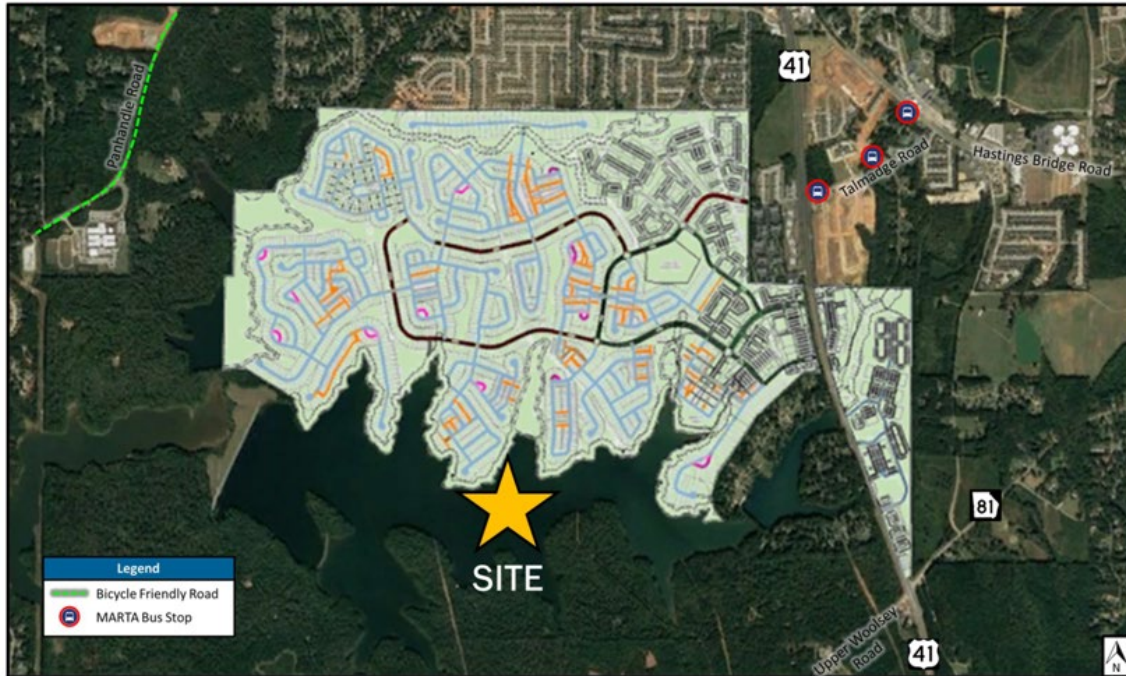 Panhandle Road
41
Hastings Bridge Road
Talmadge Road
81
SITE
Legend
Bicycle Friendly Road
MARTA Bus Stop
Upper Woolsey
Road
41
N